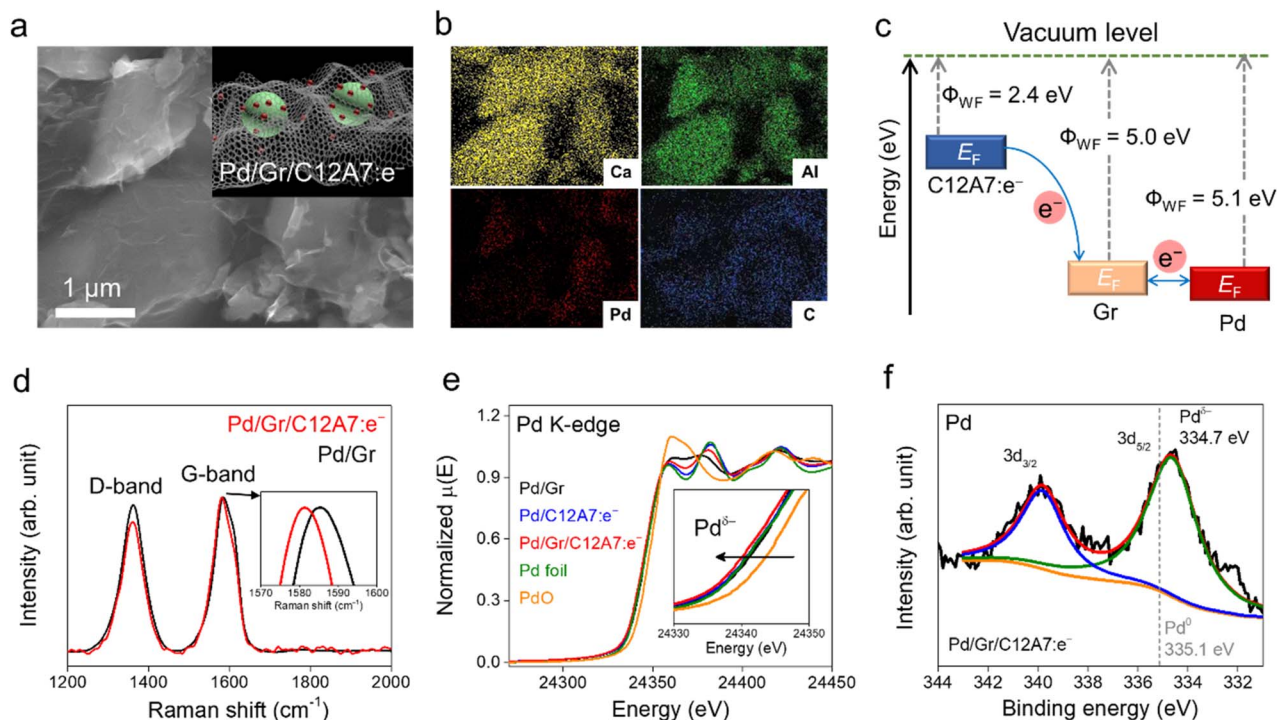 a
Pd/Gr/C12A7:e⁻
1 μm
b
Ca
Al
Pd
C
c
Vacuum level
Energy (eV)
Φ_WF = 2.4 eV
Φ_WF = 5.0 eV
Φ_WF = 5.1 eV
E_F
C12A7:e⁻
e⁻
e⁻
E_F
Gr
E_F
Pd
d
Intensity (arb. unit)
Pd/Gr/C12A7:e⁻
Pd/Gr
D-band
G-band
1570 1580 1590 1600
Raman shift (cm⁻¹)
1200 1400 1600 1800 2000
Raman shift (cm⁻¹)
e
Normalized μ(E)
1.2
0.9
0.6
0.3
0.0
Pd K-edge
Pd/Gr
Pd/C12A7:e⁻
Pd/Gr/C12A7:e⁻
Pd foil
PdO
Pd^δ⁻
24330 24340 24350
Energy (eV)
24300 24350 24400 24450
Energy (eV)
f
Intensity (arb. unit)
Pd
3d_3/2
3d_5/2
Pd^δ⁻
334.7 eV
Pd⁰
335.1 eV
Pd/Gr/C12A7:e⁻
344 342 340 338 336 334 332
Binding energy (eV)